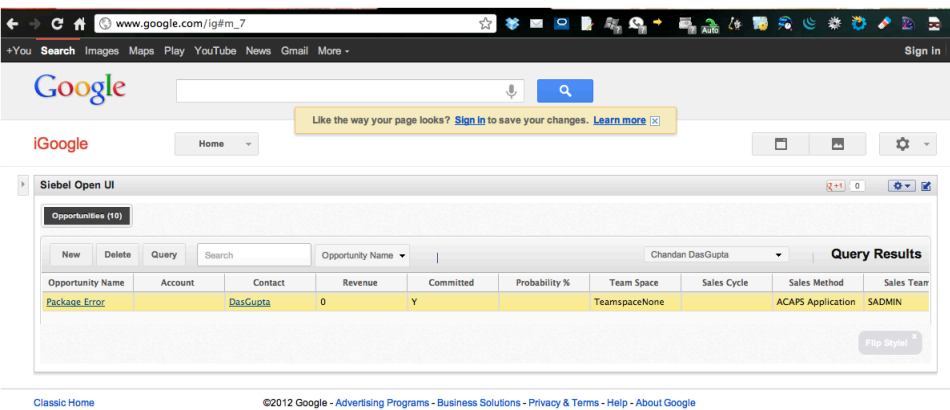 www.google.com/ig#m_7
Auto
+You Search Images Maps Play YouTube News Gmail More Sign in
Google
Like the way your page looks? Sign in to save your changes. Learn more
iGoogle Home
Siebel Open UI +1 0
Opportunities (10)
New Delete Query Search Opportunity Name Chandan DasGupta Query Results
Opportunity Name Account Contact Revenue Committed Probability % Team Space Sales Cycle Sales Method Sales Team
Package Error DasGupta 0 Y TeamspaceNone ACAPS Application SADMIN
Flip Style! x
Classic Home ©2012 Google - Advertising Programs - Business Solutions - Privacy & Terms - Help - About Google